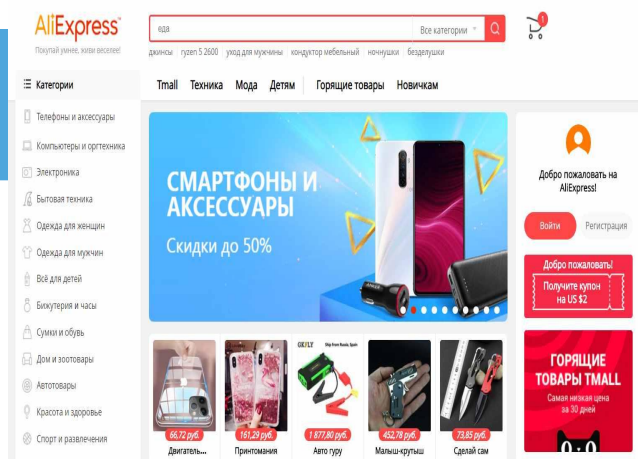 AliExpress
Покупай умнее, живи веселее!
еда
Все категории
1
джинсы
ryzen 5 2600
уход для мужчины
кондуктор мебельный
ночнушки
безделушки
Категории
Tmall
Техника
Мода
Детям
Горящие товары
Новичкам
Телефоны и аксессуары
Компьютеры и оргтехника
Электроника
Бытовая техника
Одежда для женщин
Одежда для мужчин
Всё для детей
Бижутерия и часы
Сумки и обувь
Дом и зоотовары
Автотовары
Красота и здоровье
Спорт и развлечения
СМАРТФОНЫ И
АКСЕССУАРЫ
Скидки до 50%
Добро пожаловать на
AliExpress!
Войти
Регистрация
Добро пожаловать!
Получите купон
на US $2
ГОРЯЩИЕ
ТОВАРЫ TMALL
Самая низкая цена
за 30 дней
GKFLY
Ship From Russia, Spain
66,72 руб.
161,29 руб.
1 877,80 руб.
452,78 руб.
73,85 руб.
Двигатель...
Принтомания
Авто гуру
Малыш-крутыш
Сделай сам